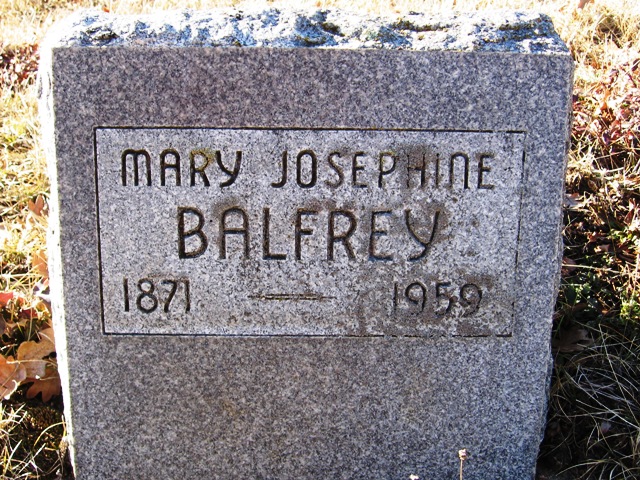 MARY JOSEPHINE
BALFREY
1871 — 1959